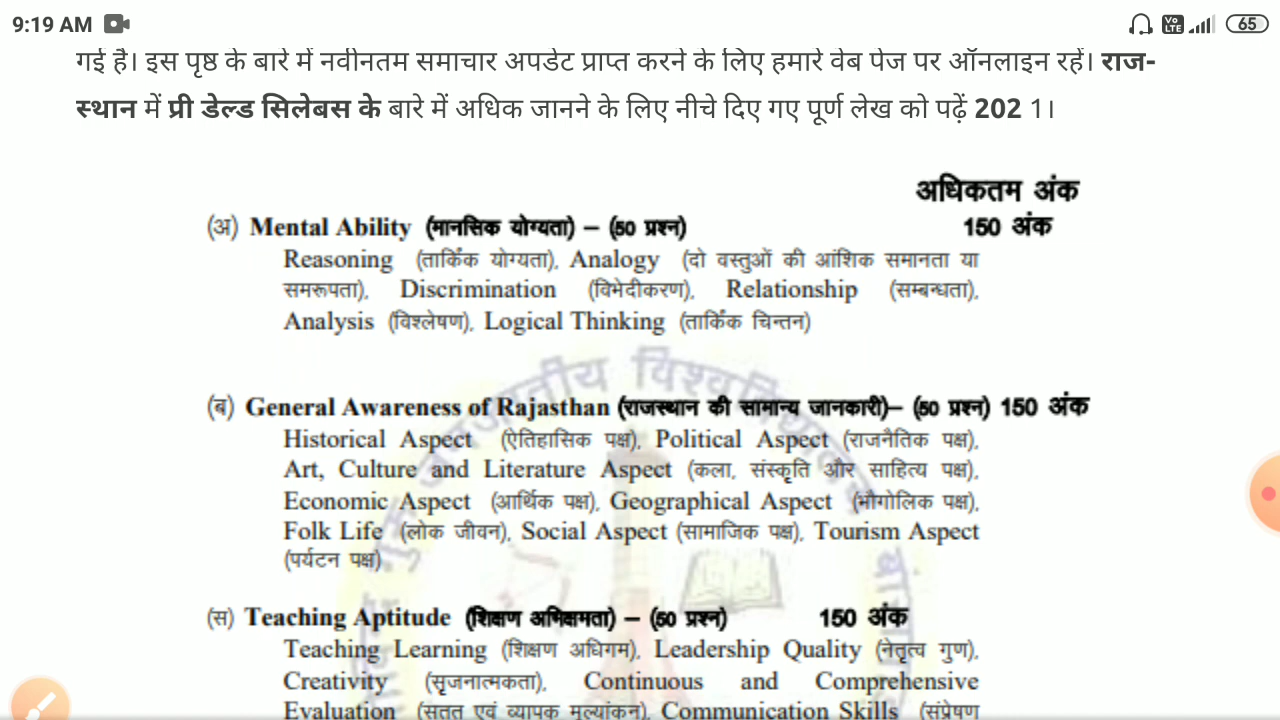 9:19 AM
Vo LTE
65
गई है। इस पृष्ठ के बारे में नवीनतम समाचार अपडेट प्राप्त करने के लिए हमारे वेब पेज पर ऑनलाइन रहें। राज-
स्थान में प्री डेल्ड सिलेबस के बारे में अधिक जानने के लिए नीचे दिए गए पूर्ण लेख को पढ़ें 202 1।
अधिकतम अंक
(अ) Mental Ability (मानसिक योग्यता) – (50 प्रश्न) 150 अंक
Reasoning (तार्किक योग्यता), Analogy (दो वस्तुओं की आंशिक समानता या
समरूपता), Discrimination (विभेदीकरण), Relationship (सम्बन्धता),
Analysis (विश्लेषण), Logical Thinking (तार्किक चिन्तन)
(ब) General Awareness of Rajasthan (राजस्थान की सामान्य जानकारी)– (50 प्रश्न) 150 अंक
Historical Aspect (ऐतिहासिक पक्ष), Political Aspect (राजनैतिक पक्ष),
Art, Culture and Literature Aspect (कला, संस्कृति और साहित्य पक्ष),
Economic Aspect (आर्थिक पक्ष), Geographical Aspect (भौगोलिक पक्ष),
Folk Life (लोक जीवन), Social Aspect (सामाजिक पक्ष), Tourism Aspect
(पर्यटन पक्ष)
(स) Teaching Aptitude (शिक्षण अभिक्षमता) – (50 प्रश्न) 150 अंक
Teaching Learning (शिक्षण अधिगम), Leadership Quality (नेतृत्व गुण),
Creativity (सृजनात्मकता), Continuous and Comprehensive
Evaluation (सतत एवं व्यापक मूल्यांकन), Communication Skills (संप्रेषण